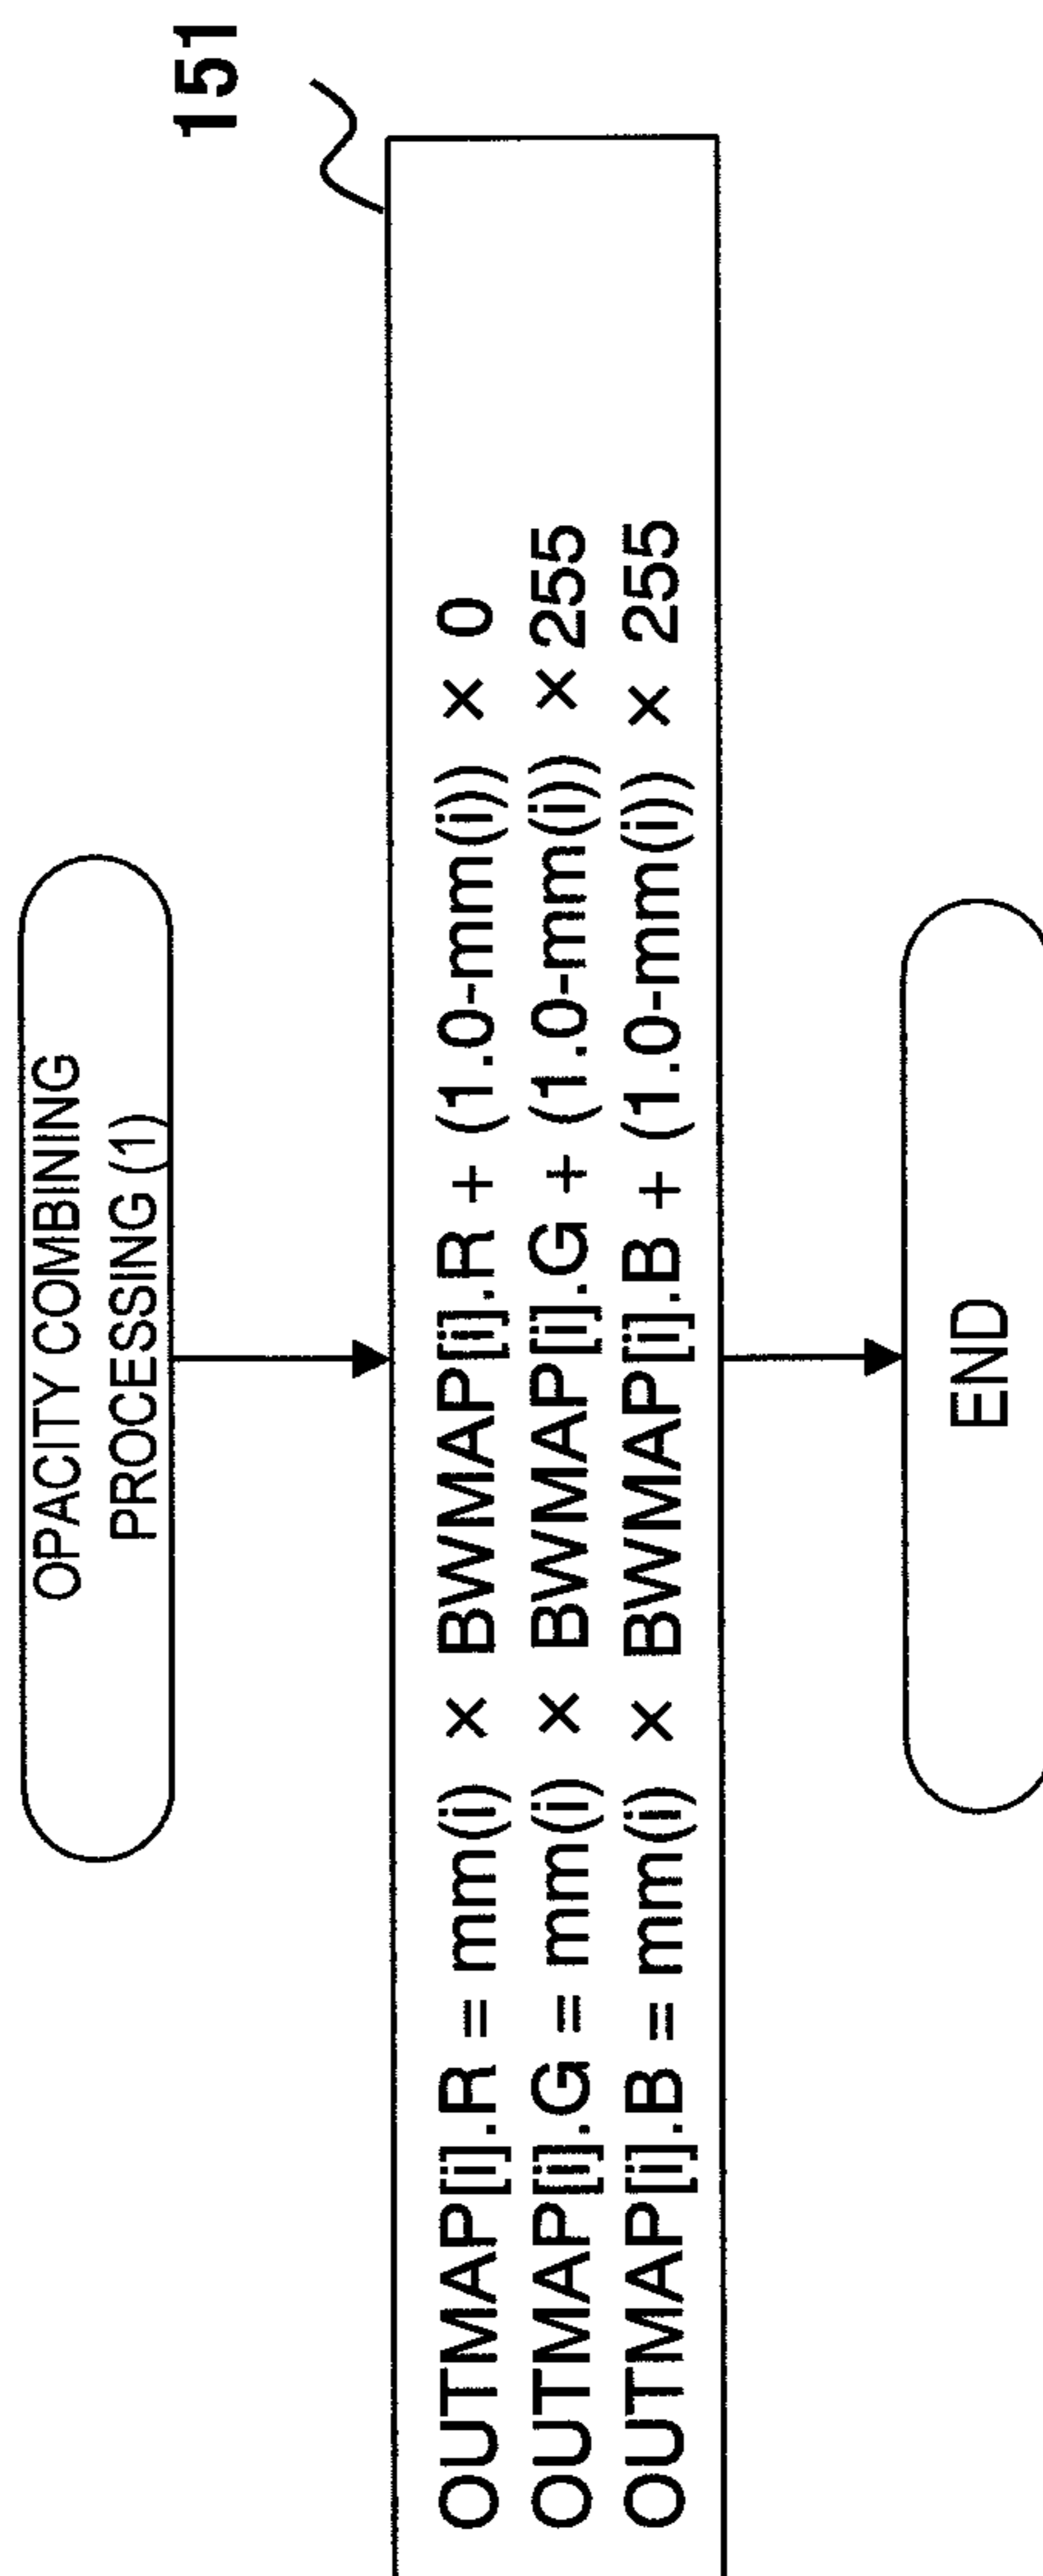 OPACITY COMBINING
PROCESSING (1)
151
OUTMAP[i].R = mm(i) × BWMAP[i].R + (1.0-mm(i)) × 0
OUTMAP[i].G = mm(i) × BWMAP[i].G + (1.0-mm(i)) × 255
OUTMAP[i].B = mm(i) × BWMAP[i].B + (1.0-mm(i)) × 255
END